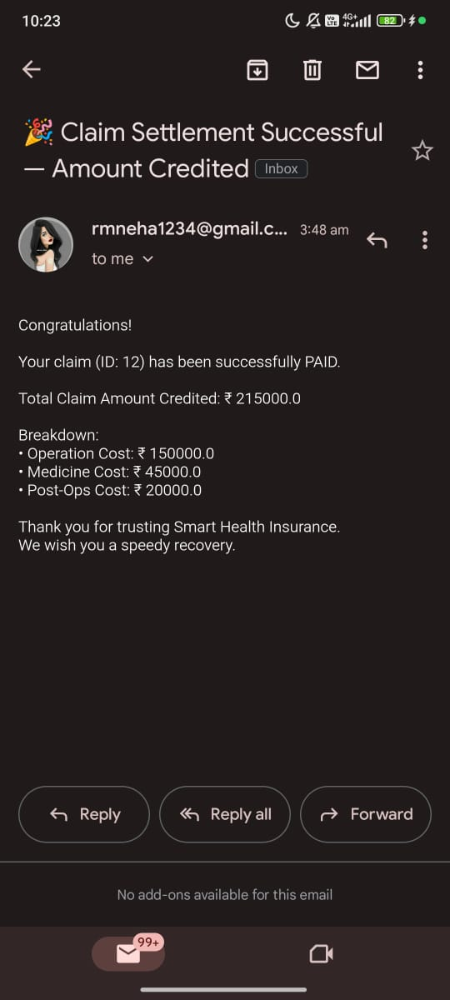 10:23
Vo
LTE
4G+
82
🎉 Claim Settlement Successful
— Amount Credited Inbox
rmneha1234@gmail.c... 3:48 am
to me
Congratulations!
Your claim (ID: 12) has been successfully PAID.
Total Claim Amount Credited: ₹ 215000.0
Breakdown:
• Operation Cost: ₹ 150000.0
• Medicine Cost: ₹ 45000.0
• Post-Ops Cost: ₹ 20000.0
Thank you for trusting Smart Health Insurance.
We wish you a speedy recovery.
Reply Reply all Forward
No add-ons available for this email
99+